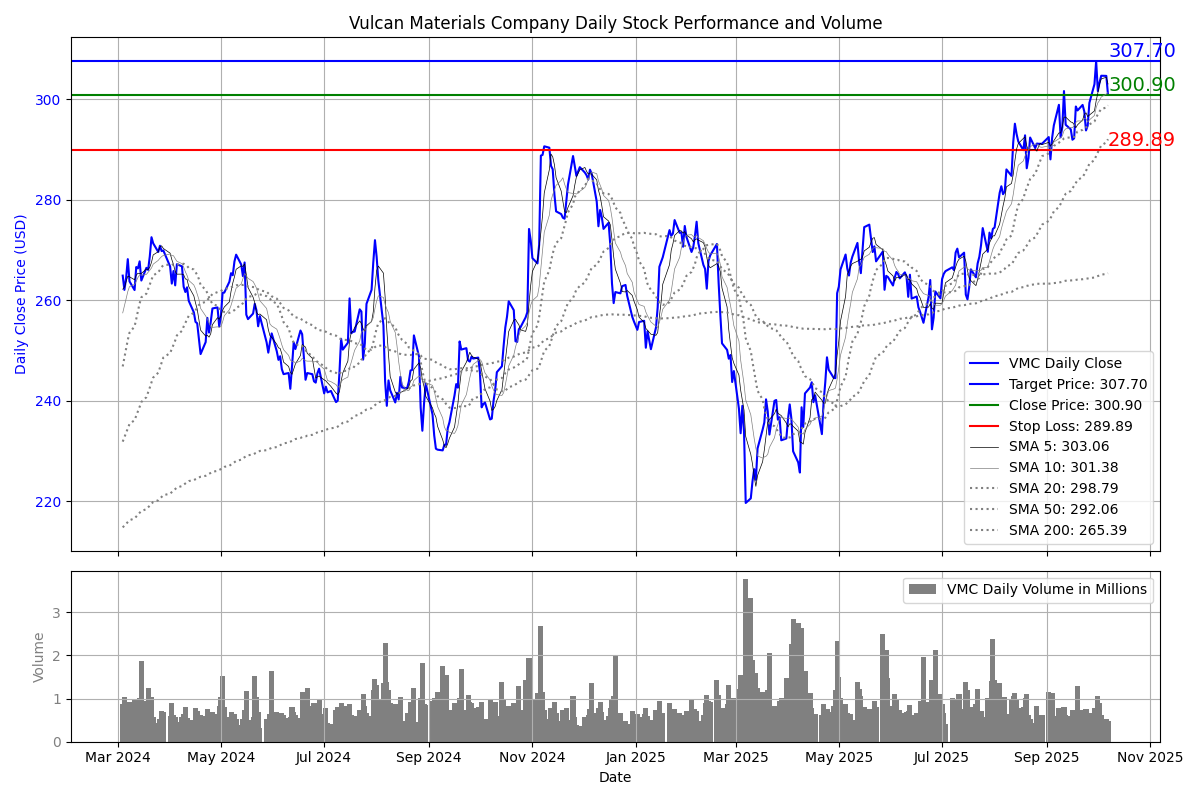 Vulcan Materials Company Daily Stock Performance and Volume
Daily Close Price (USD)
300
280
260
240
220
307.70
300.90
289.89
VMC Daily Close
Target Price: 307.70
Close Price: 300.90
Stop Loss: 289.89
SMA 5: 303.06
SMA 10: 301.38
SMA 20: 298.79
SMA 50: 292.06
SMA 200: 265.39
Volume
3
2
1
0
VMC Daily Volume in Millions
Mar 2024 May 2024 Jul 2024 Sep 2024 Nov 2024 Jan 2025 Mar 2025 May 2025 Jul 2025 Sep 2025 Nov 2025
Date